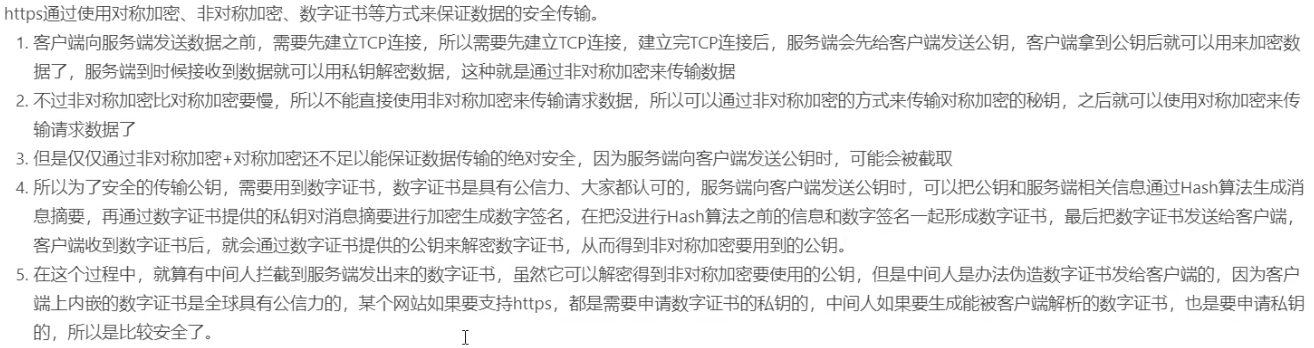 https通过使用对称加密、非对称加密、数字证书等方式来保证数据的安全传输。
1. 客户端向服务端发送数据之前，需要先建立TCP连接，所以需要先建立TCP连接，建立完TCP连接后，服务端会先给客户端发送公钥，客户端拿到公钥后就可以用来加密数
据了，服务端到时候接收到数据就可以用私钥解密数据，这种就是通过非对称加密来传输数据
2. 不过非对称加密比对称加密要慢，所以不能直接使用非对称加密来传输请求数据，所以可以通过非对称加密的方式来传输对称加密的秘钥，之后就可以使用对称加密来传
输请求数据了
3. 但是仅仅通过非对称加密+对称加密还不足以能保证数据传输的绝对安全，因为服务端向客户端发送公钥时，可能会被截取
4. 所以为了安全的传输公钥，需要用到数字证书，数字证书是具有公信力、大家都认可的，服务端向客户端发送公钥时，可以把公钥和服务端相关信息通过Hash算法生成消
息摘要，再通过数字证书提供的私钥对消息摘要进行加密生成数字签名，在把没进行Hash算法之前的信息和数字签名一起形成数字证书，最后把数字证书发送给客户端，
客户端收到数字证书后，就会通过数字证书提供的公钥来解密数字证书，从而得到非对称加密要用到的公钥。
5. 在这个过程中，就算有中间人拦截到服务端发出来的数字证书，虽然它可以解密得到非对称加密要使用的公钥，但是中间人是办法伪造数字证书发给客户端的，因为客户
端上内嵌的数字证书是全球具有公信力的，某个网站如果要支持https，都是需要申请数字证书的私钥的，中间人如果要生成能被客户端解析的数字证书，也是要申请私钥
的，所以是比较安全了。